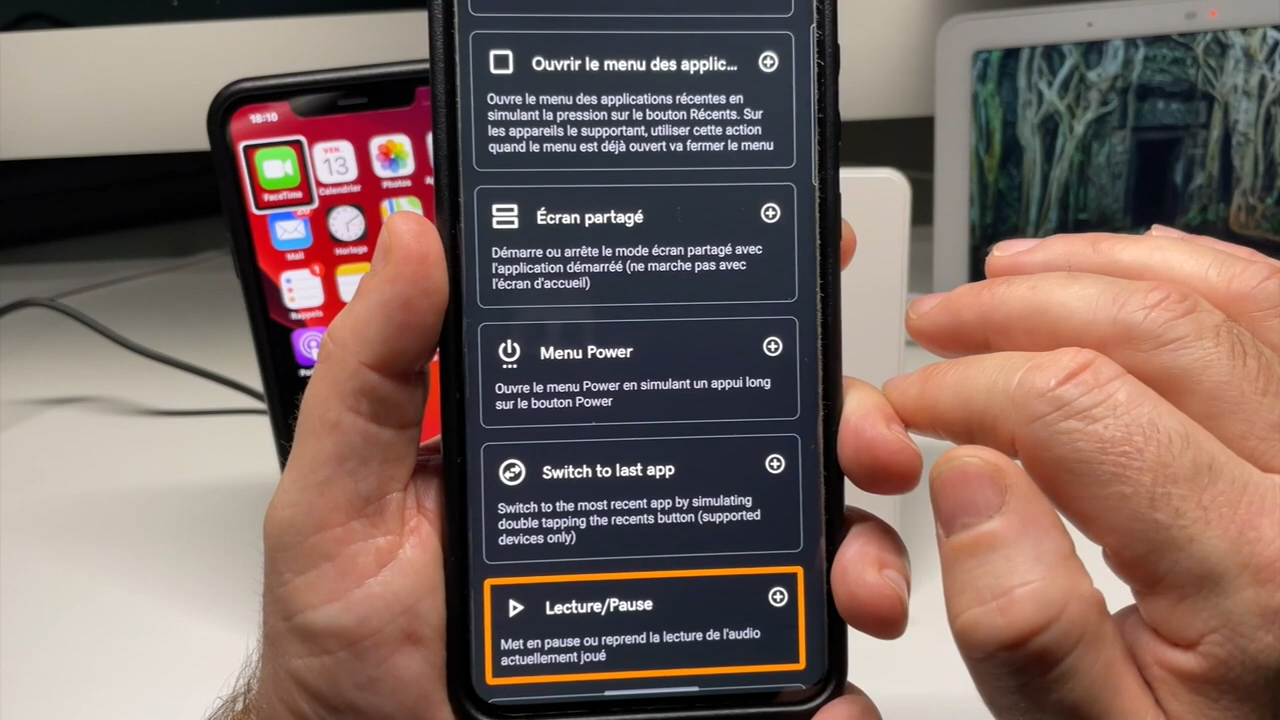 18:10
VEN.
13
FaceTime
Calendrier
Photos
Mail
Horloge
1
Rappels
Ouvrir le menu des applic...
Ouvre le menu des applications récentes en
simulant la pression sur le bouton Récents. Sur
les appareils le supportant, utiliser cette action
quand le menu est déjà ouvert va fermer le menu
Écran partagé
Démarre ou arrête le mode écran partagé avec
l'application démarréé (ne marche pas avec
l'écran d'accueil)
Menu Power
Ouvre le menu Power en simulant un appui long
sur le bouton Power
Switch to last app
Switch to the most recent app by simulating
double tapping the recents button (supported
devices only)
Lecture/Pause
Met en pause ou reprend la lecture de l'audio
actuellement joué